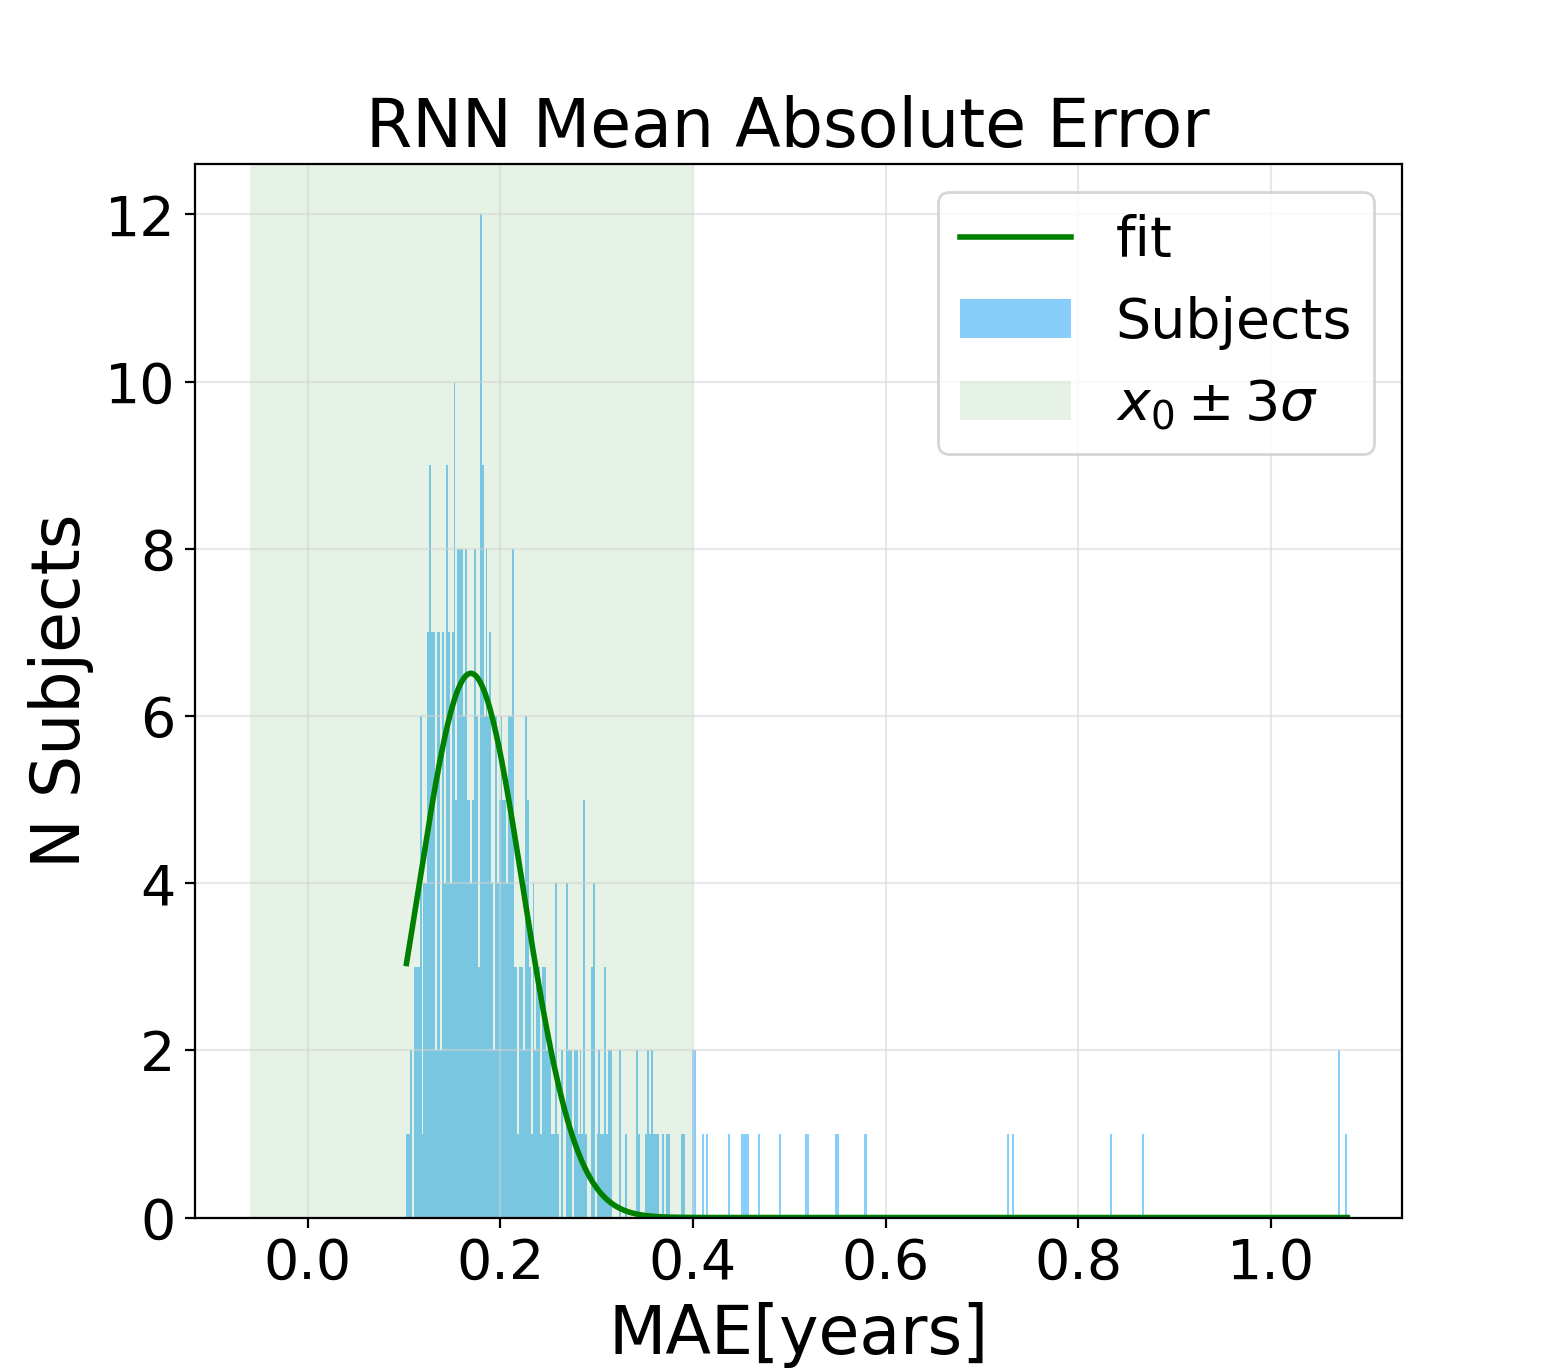 RNN Mean Absolute Error
12
10
8
6
4
2
0
N Subjects
fit
Subjects
x₀ ± 3σ
0.0 0.2 0.4 0.6 0.8 1.0
MAE[years]